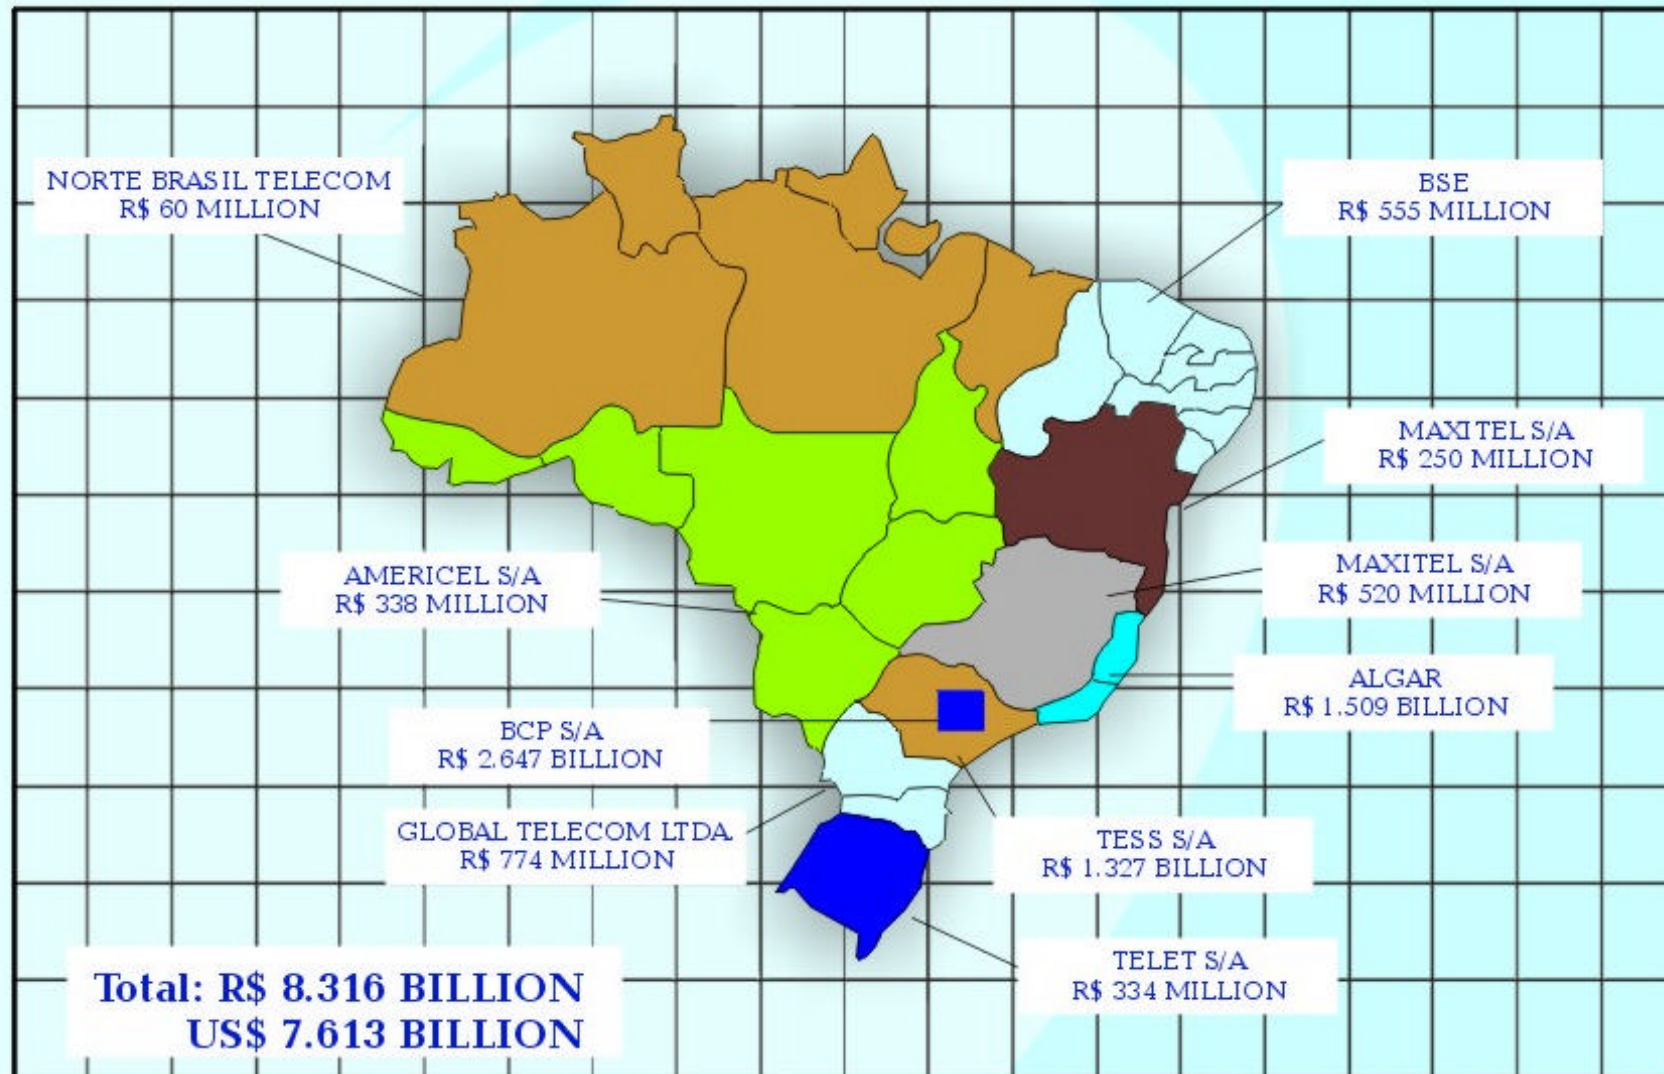 NORTE BRASIL TELECOM
R$ 60 MILLION
BSE
R$ 555 MILLION
MAXITEL S/A
R$ 250 MILLION
AMERICEL S/A
R$ 338 MILLION
MAXITEL S/A
R$ 520 MILLION
ALGAR
R$ 1.509 BILLION
BCP S/A
R$ 2.647 BILLION
GLOBAL TELECOM LTDA
R$ 774 MILLION
TESS S/A
R$ 1.327 BILLION
TELET S/A
R$ 334 MILLION
Total: R$ 8.316 BILLION
US$ 7.613 BILLION